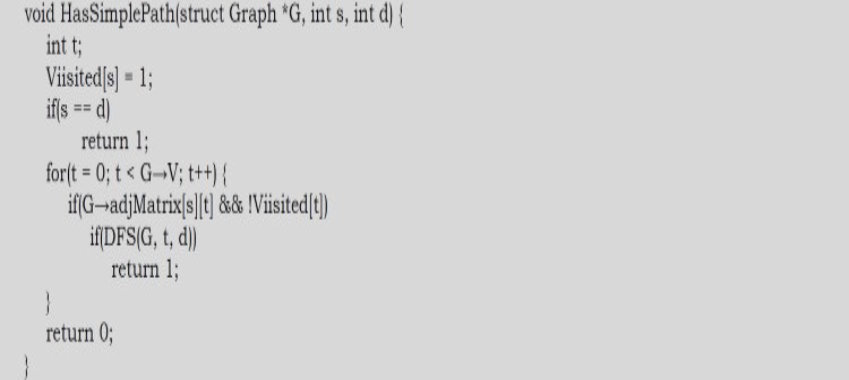 void HasSimplePath(struct Graph *G, int s, int d) {
int t;
Viisited[s] = 1;
if(s == d)
return 1;
for(t = 0; t < G→V; t++) {
if(G→adjMatrix[s][t] && !Viisited[t])
if(DFS(G, t, d))
return 1;
}
return 0;
}